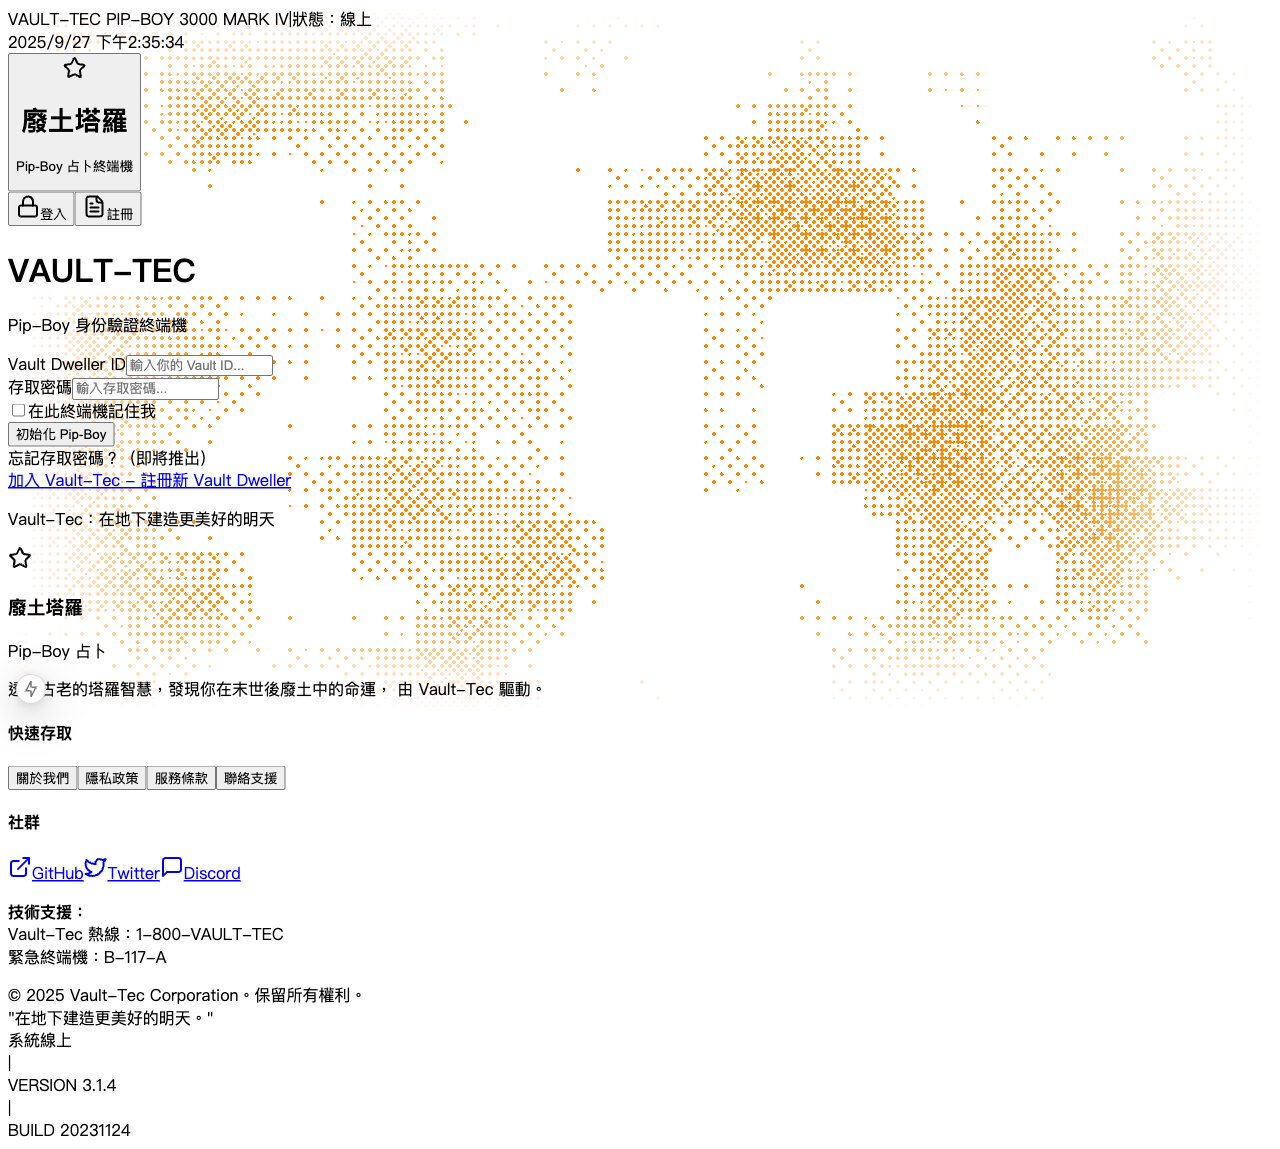 VAULT-TEC PIP-BOY 3000 MARK IV|狀態：線上
2025/9/27 下午2:35:34
廢土塔羅
Pip-Boy 占卜終端機
登入 註冊
VAULT-TEC
Pip-Boy 身份驗證終端機
Vault Dweller ID 輸入你的 Vault ID...
存取密碼 輸入存取密碼...
在此終端機記住我
初始化 Pip-Boy
忘記存取密碼？（即將推出）
加入 Vault-Tec - 註冊新 Vault Dweller
Vault-Tec：在地下建造更美好的明天
廢土塔羅
Pip-Boy 占卜
古老的塔羅智慧，發現你在末世後廢土中的命運， 由 Vault-Tec 驅動。
快速存取
關於我們 隱私政策 服務條款 聯絡支援
社群
GitHub Twitter Discord
技術支援：
Vault-Tec 熱線：1-800-VAULT-TEC
緊急終端機：B-117-A
© 2025 Vault-Tec Corporation。保留所有權利。
"在地下建造更美好的明天。"
系統線上
|
VERSION 3.1.4
|
BUILD 20231124